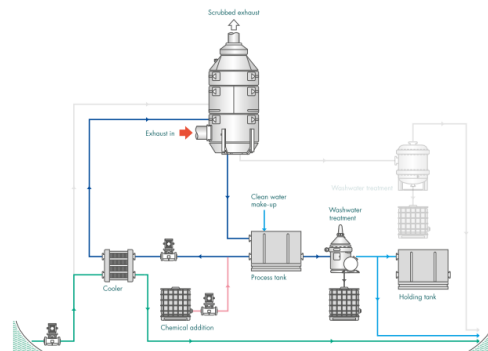 Scrubbed exhaust
Exhaust in
Washwater treatment
Clean water
make-up
Washwater
treatment
Process tank
Cooler
Holding tank
Chemical addition